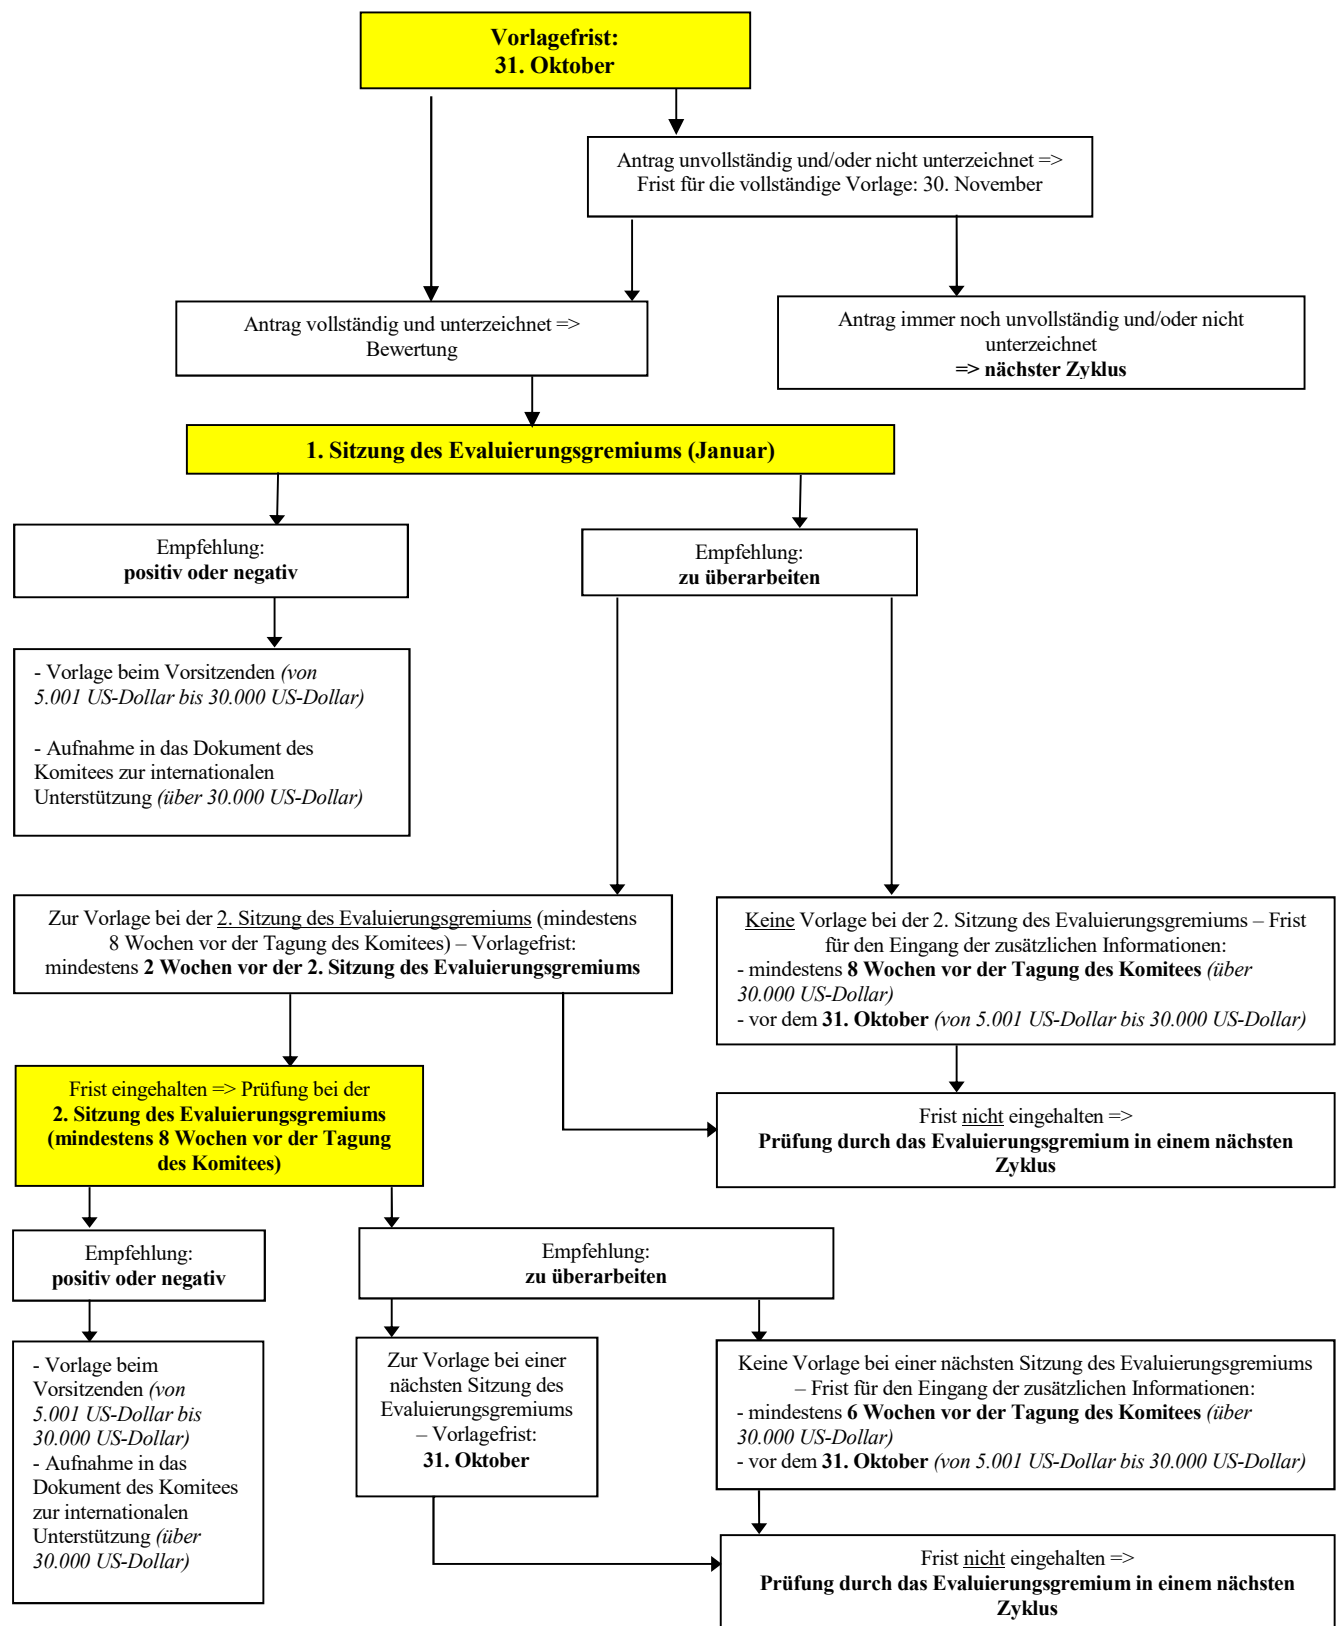 Vorlagefrist:
31. Oktober
Antrag unvollständig und/oder nicht unterzeichnet =>
Frist für die vollständige Vorlage: 30. November
Antrag vollständig und unterzeichnet =>
Bewertung
Antrag immer noch unvollständig und/oder nicht
unterzeichnet
=> nächster Zyklus
1. Sitzung des Evaluierungsgremiums (Januar)
Empfehlung:
positiv oder negativ
Empfehlung:
zu überarbeiten
- Vorlage beim Vorsitzenden (von
5.001 US-Dollar bis 30.000 US-Dollar)
- Aufnahme in das Dokument des
Komitees zur internationalen
Unterstützung (über 30.000 US-Dollar)
Zur Vorlage bei der 2. Sitzung des Evaluierungsgremiums (mindestens
8 Wochen vor der Tagung des Komitees) – Vorlagefrist:
mindestens 2 Wochen vor der 2. Sitzung des Evaluierungsgremiums
Keine Vorlage bei der 2. Sitzung des Evaluierungsgremiums – Frist
für den Eingang der zusätzlichen Informationen:
- mindestens 8 Wochen vor der Tagung des Komitees (über
30.000 US-Dollar)
- vor dem 31. Oktober (von 5.001 US-Dollar bis 30.000 US-Dollar)
Frist eingehalten => Prüfung bei der
2. Sitzung des Evaluierungsgremiums
(mindestens 8 Wochen vor der Tagung
des Komitees)
Frist nicht eingehalten =>
Prüfung durch das Evaluierungsgremium in einem nächsten
Zyklus
Empfehlung:
positiv oder negativ
Empfehlung:
zu überarbeiten
- Vorlage beim
Vorsitzenden (von
5.001 US-Dollar bis
30.000 US-Dollar)
- Aufnahme in das
Dokument des Komitees
zur internationalen
Unterstützung (über
30.000 US-Dollar)
Zur Vorlage bei einer
nächsten Sitzung des
Evaluierungsgremiums
– Vorlagefrist:
31. Oktober
Keine Vorlage bei einer nächsten Sitzung des Evaluierungsgremiums
– Frist für den Eingang der zusätzlichen Informationen:
- mindestens 6 Wochen vor der Tagung des Komitees (über
30.000 US-Dollar)
- vor dem 31. Oktober (von 5.001 US-Dollar bis 30.000 US-Dollar)
Frist nicht eingehalten =>
Prüfung durch das Evaluierungsgremium in einem nächsten
Zyklus